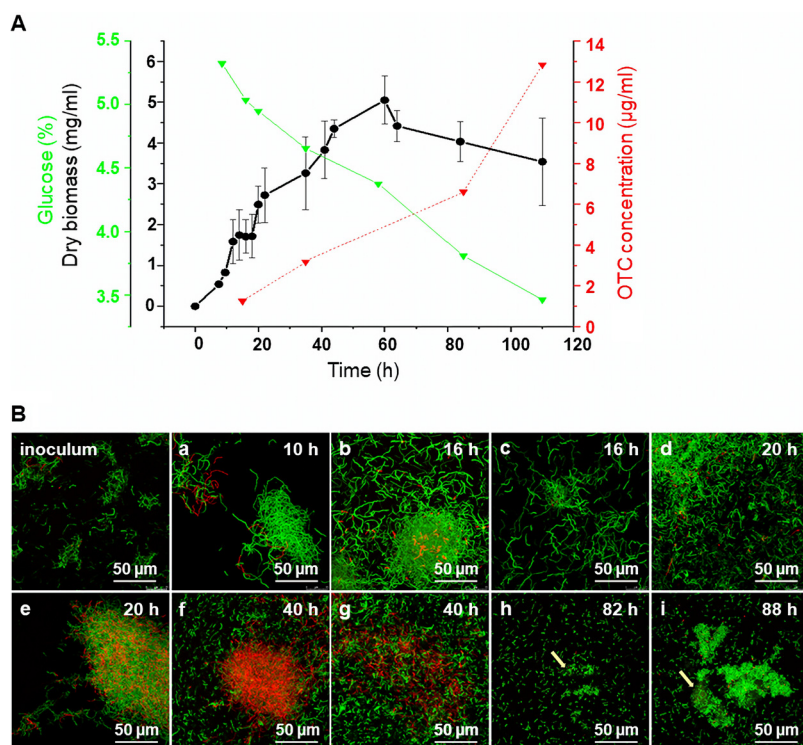 A
Glucose (%)
Dry biomass (mg/ml)
OTC concentration (µg/ml)
5.5
5.0
4.5
4.0
3.5
6
5
4
3
2
1
0
14
12
10
8
6
4
2
0
0 20 40 60 80 100 120
Time (h)
B
inoculum
50 µm
a 10 h
50 µm
b 16 h
50 µm
c 16 h
50 µm
d 20 h
50 µm
e 20 h
50 µm
f 40 h
50 µm
g 40 h
50 µm
h 82 h
50 µm
i 88 h
50 µm